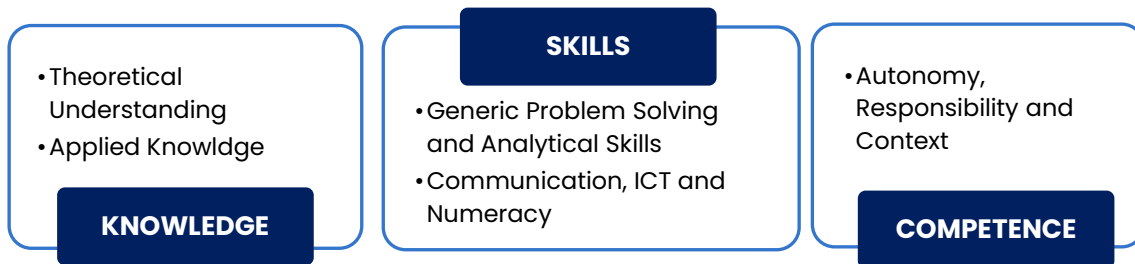 • Theoretical
Understanding
• Applied Knowldge
KNOWLEDGE
SKILLS
• Generic Problem Solving
and Analytical Skills
• Communication, ICT and
Numeracy
• Autonomy,
Responsibility and
Context
COMPETENCE